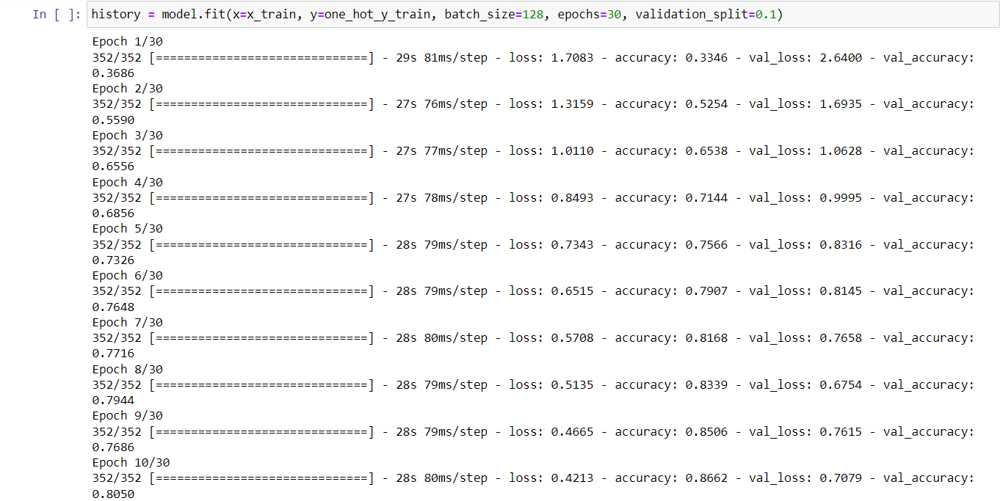 In [ ]: history = model.fit(x=x_train, y=one_hot_y_train, batch_size=128, epochs=30, validation_split=0.1)
Epoch 1/30
352/352 [==============================] - 29s 81ms/step - loss: 1.7083 - accuracy: 0.3346 - val_loss: 2.6400 - val_accuracy:
0.3686
Epoch 2/30
352/352 [==============================] - 27s 76ms/step - loss: 1.3159 - accuracy: 0.5254 - val_loss: 1.6935 - val_accuracy:
0.5590
Epoch 3/30
352/352 [==============================] - 27s 77ms/step - loss: 1.0110 - accuracy: 0.6538 - val_loss: 1.0628 - val_accuracy:
0.6556
Epoch 4/30
352/352 [==============================] - 27s 78ms/step - loss: 0.8493 - accuracy: 0.7144 - val_loss: 0.9995 - val_accuracy:
0.6856
Epoch 5/30
352/352 [==============================] - 28s 79ms/step - loss: 0.7343 - accuracy: 0.7566 - val_loss: 0.8316 - val_accuracy:
0.7326
Epoch 6/30
352/352 [==============================] - 28s 79ms/step - loss: 0.6515 - accuracy: 0.7907 - val_loss: 0.8145 - val_accuracy:
0.7648
Epoch 7/30
352/352 [==============================] - 28s 80ms/step - loss: 0.5708 - accuracy: 0.8168 - val_loss: 0.7658 - val_accuracy:
0.7716
Epoch 8/30
352/352 [==============================] - 28s 79ms/step - loss: 0.5135 - accuracy: 0.8339 - val_loss: 0.6754 - val_accuracy:
0.7944
Epoch 9/30
352/352 [==============================] - 28s 79ms/step - loss: 0.4665 - accuracy: 0.8506 - val_loss: 0.7615 - val_accuracy:
0.7686
Epoch 10/30
352/352 [==============================] - 28s 80ms/step - loss: 0.4213 - accuracy: 0.8662 - val_loss: 0.7079 - val_accuracy:
0.8050